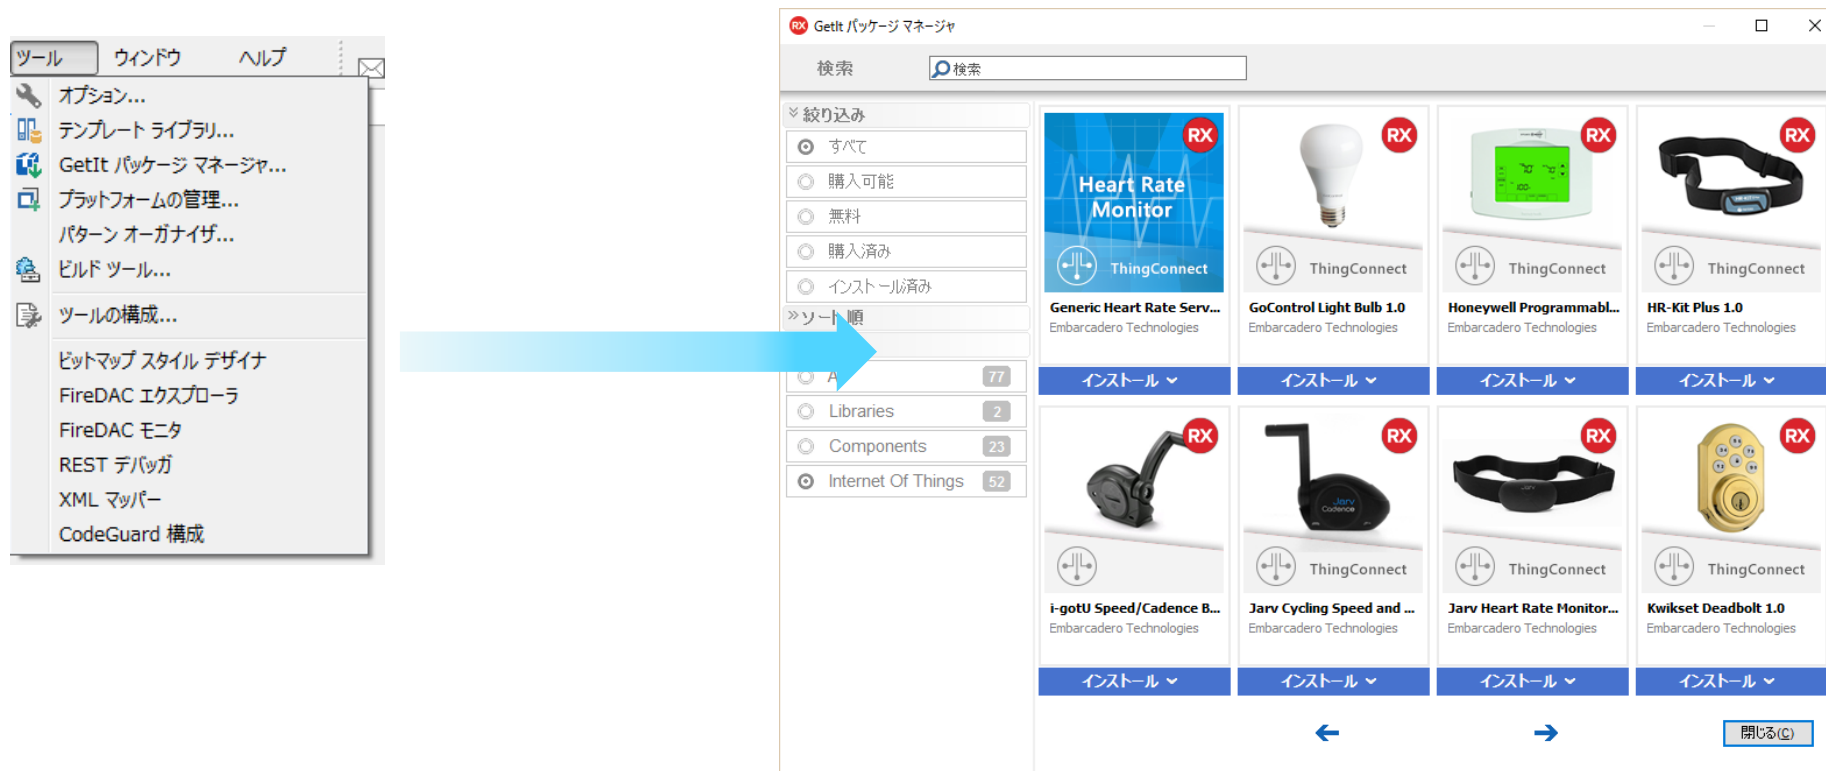 ツール ウィンドウ ヘルプ
オプション...
テンプレート ライブラリ...
GetIt パッケージ マネージャ...
プラットフォームの管理...
パターン オーガナイザ...
ビルド ツール...
ツールの構成...
ビットマップ スタイル デザイナ
FireDAC エクスプローラ
FireDAC モニタ
REST デバッガ
XML マッパー
CodeGuard 構成
RX GetIt パッケージ マネージャ
検索 検索
絞り込み
すべて
購入可能
無料
購入済み
インストール済み
ソート順
77
Libraries 2
Components 23
Internet Of Things 52
RX
Heart Rate
Monitor
ThingConnect
Generic Heart Rate Serv...
Embarcadero Technologies
インストール
RX
ThingConnect
GoControl Light Bulb 1.0
Embarcadero Technologies
インストール
RX
ThingConnect
Honeywell Programmabl...
Embarcadero Technologies
インストール
RX
ThingConnect
HR-Kit Plus 1.0
Embarcadero Technologies
インストール
RX
i-gotU Speed/Cadence B...
Embarcadero Technologies
インストール
RX
Jarv
Cadence
ThingConnect
Jarv Cycling Speed and ...
Embarcadero Technologies
インストール
RX
ThingConnect
Jarv Heart Rate Monitor...
Embarcadero Technologies
インストール
RX
ThingConnect
Kwikset Deadbolt 1.0
Embarcadero Technologies
インストール
閉じる(C)